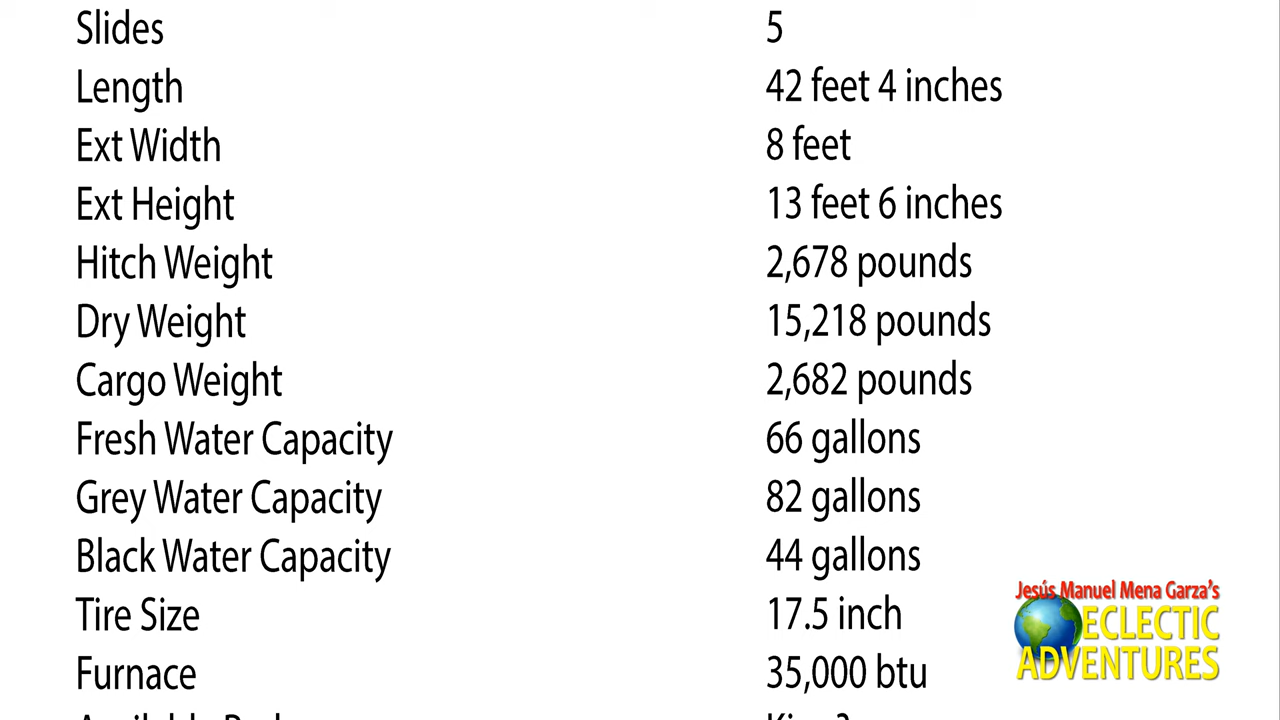 Slides 5
Length 42 feet 4 inches
Ext Width 8 feet
Ext Height 13 feet 6 inches
Hitch Weight 2,678 pounds
Dry Weight 15,218 pounds
Cargo Weight 2,682 pounds
Fresh Water Capacity 66 gallons
Grey Water Capacity 82 gallons
Black Water Capacity 44 gallons
Tire Size 17.5 inch
Furnace 35,000 btu
Jesús Manuel Mena Garza's
ECLECTIC
ADVENTURES